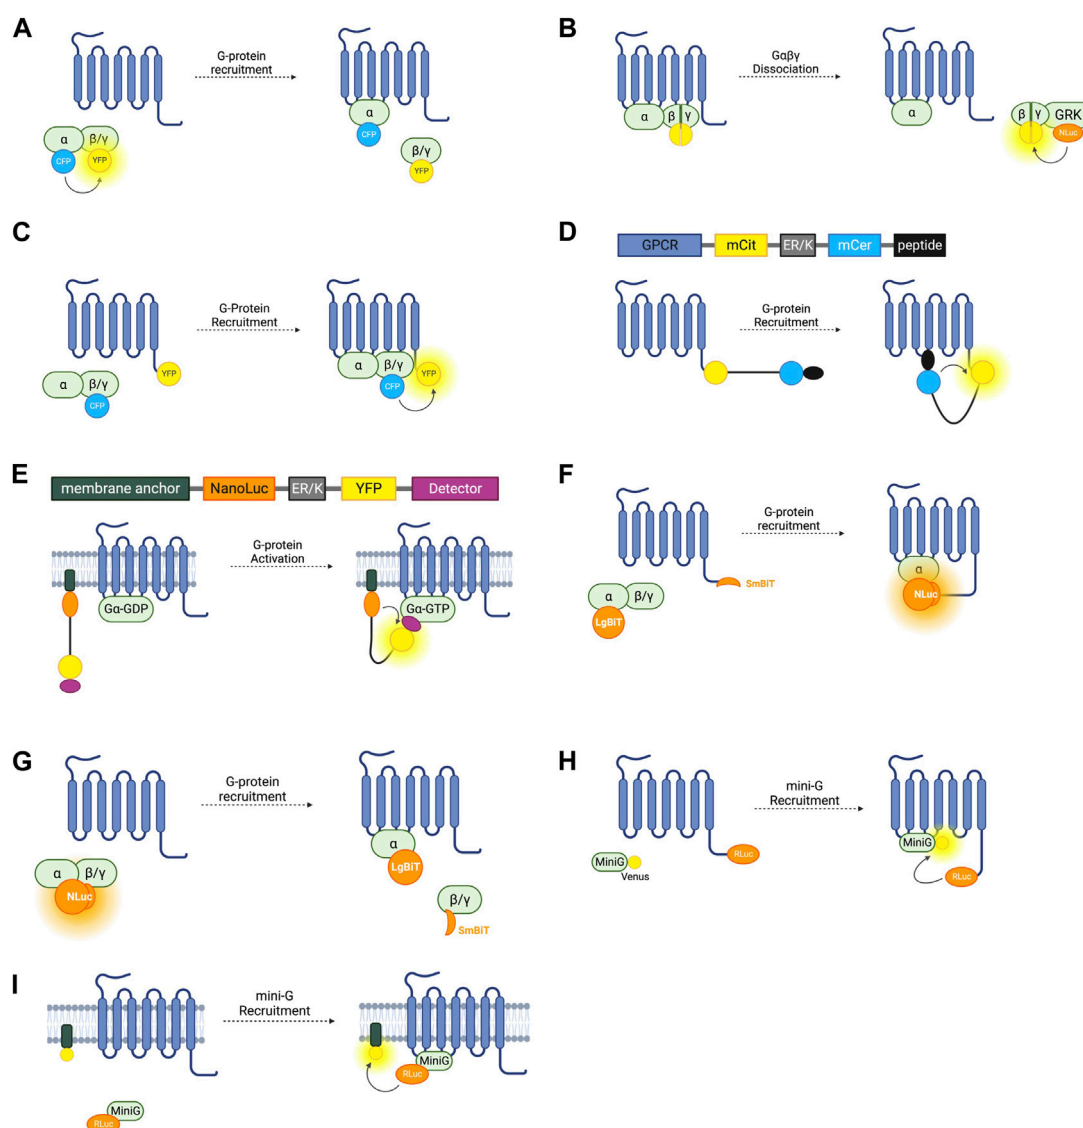 A
G-protein
recruitment
α
β/γ
CFP
YFP
α
CFP
β/γ
YFP
B
Gαβγ
Dissociation
α
β
γ
α
β
γ
GRK
NLuc
C
G-Protein
Recruitment
YFP
α
β/γ
CFP
α
β/γ
CFP
YFP
D
GPCR
mCit
ER/K
mCer
peptide
G-protein
Recruitment
E
membrane anchor
NanoLuc
ER/K
YFP
Detector
G-protein
Activation
Gα-GDP
Gα-GTP
F
G-protein
recruitment
SmBiT
α
β/γ
LgBiT
α
NLuc
G
G-protein
recruitment
α
β/γ
NLuc
α
LgBiT
β/γ
SmBiT
H
mini-G
Recruitment
MiniG
Venus
RLuc
MiniG
RLuc
I
mini-G
Recruitment
MiniG
RLuc
MiniG
RLuc